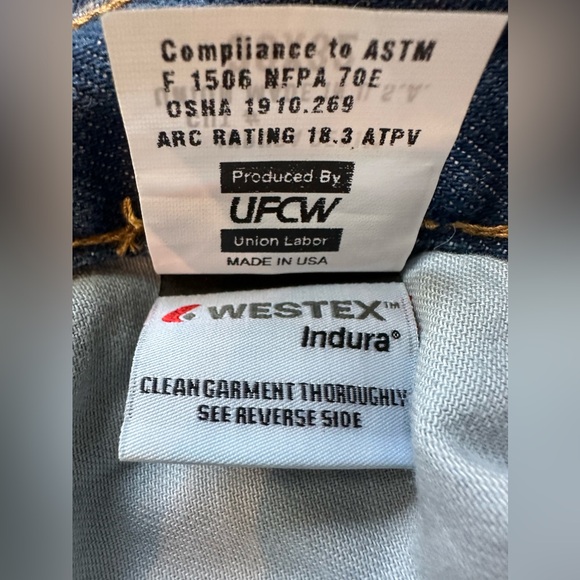 Compliance to ASTM
F 1506 NFPA 70E
OSHA 1910.269
ARC RATING 18.3 ATPV
Produced By
UFCW
Union Labor
MADE IN USA
WESTEX™
Indura®
CLEAN GARMENT THOROUGHLY
SEE REVERSE SIDE